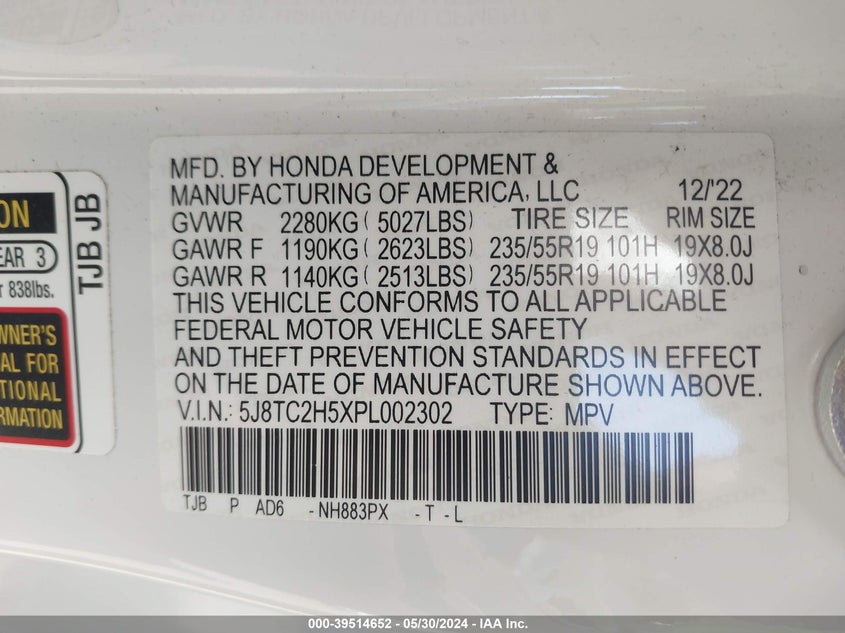 MFD. BY HONDA DEVELOPMENT &
MANUFACTURING OF AMERICA, LLC 12/'22
GVWR 2280KG ( 5027LBS) TIRE SIZE RIM SIZE
GAWR F 1190KG ( 2623LBS) 235/55R19 101H 19X8.0J
GAWR R 1140KG ( 2513LBS) 235/55R19 101H 19X8.0J
THIS VEHICLE CONFORMS TO ALL APPLICABLE
FEDERAL MOTOR VEHICLE SAFETY
AND THEFT PREVENTION STANDARDS IN EFFECT
ON THE DATE OF MANUFACTURE SHOWN ABOVE.
V.I.N.: 5J8TC2H5XPL002302 TYPE: MPV
TJB P AD6 -NH883PX -T -L
ON
EAR 3
838lbs.
TJB JB
WNER'S
AL FOR
TIONAL
RMATION
000-39514652 - 05/30/2024 - IAA Inc.